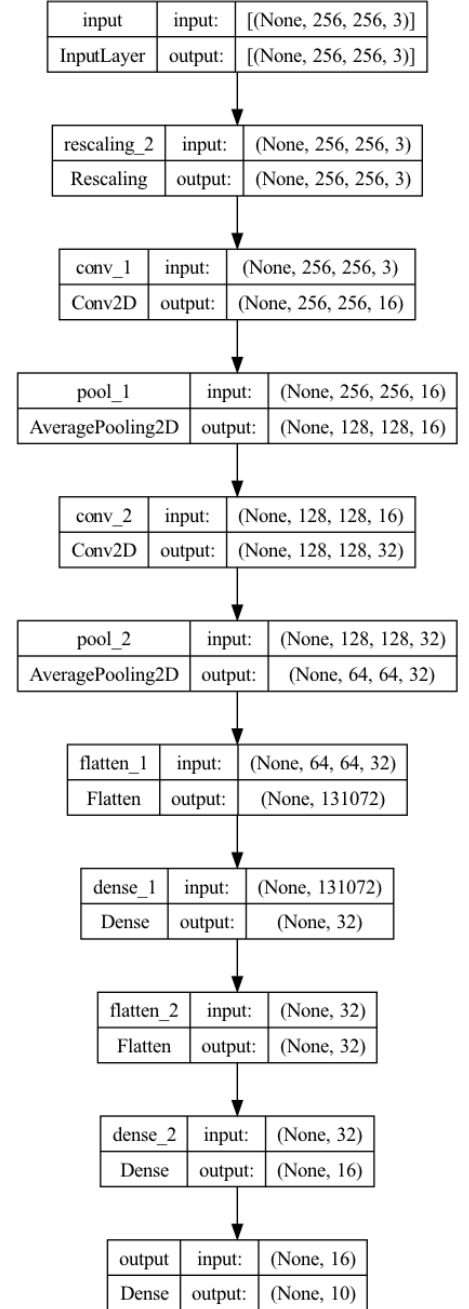 input input: [(None, 256, 256, 3)]
InputLayer output: [(None, 256, 256, 3)]
rescaling_2 input: (None, 256, 256, 3)
Rescaling output: (None, 256, 256, 3)
conv_1 input: (None, 256, 256, 3)
Conv2D output: (None, 256, 256, 16)
pool_1 input: (None, 256, 256, 16)
AveragePooling2D output: (None, 128, 128, 16)
conv_2 input: (None, 128, 128, 16)
Conv2D output: (None, 128, 128, 32)
pool_2 input: (None, 128, 128, 32)
AveragePooling2D output: (None, 64, 64, 32)
flatten_1 input: (None, 64, 64, 32)
Flatten output: (None, 131072)
dense_1 input: (None, 131072)
Dense output: (None, 32)
flatten_2 input: (None, 32)
Flatten output: (None, 32)
dense_2 input: (None, 32)
Dense output: (None, 16)
output input: (None, 16)
Dense output: (None, 10)